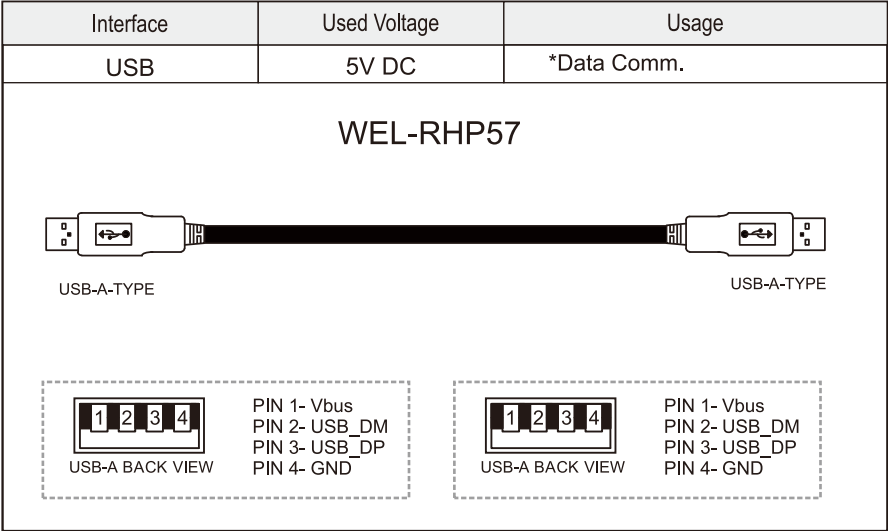 Interface Used Voltage Usage
USB 5V DC *Data Comm.
WEL-RHP57
USB-A-TYPE USB-A-TYPE
1 2 3 4
USB-A BACK VIEW
PIN 1- Vbus
PIN 2- USB_DM
PIN 3- USB_DP
PIN 4- GND
1 2 3 4
USB-A BACK VIEW
PIN 1- Vbus
PIN 2- USB_DM
PIN 3- USB_DP
PIN 4- GND